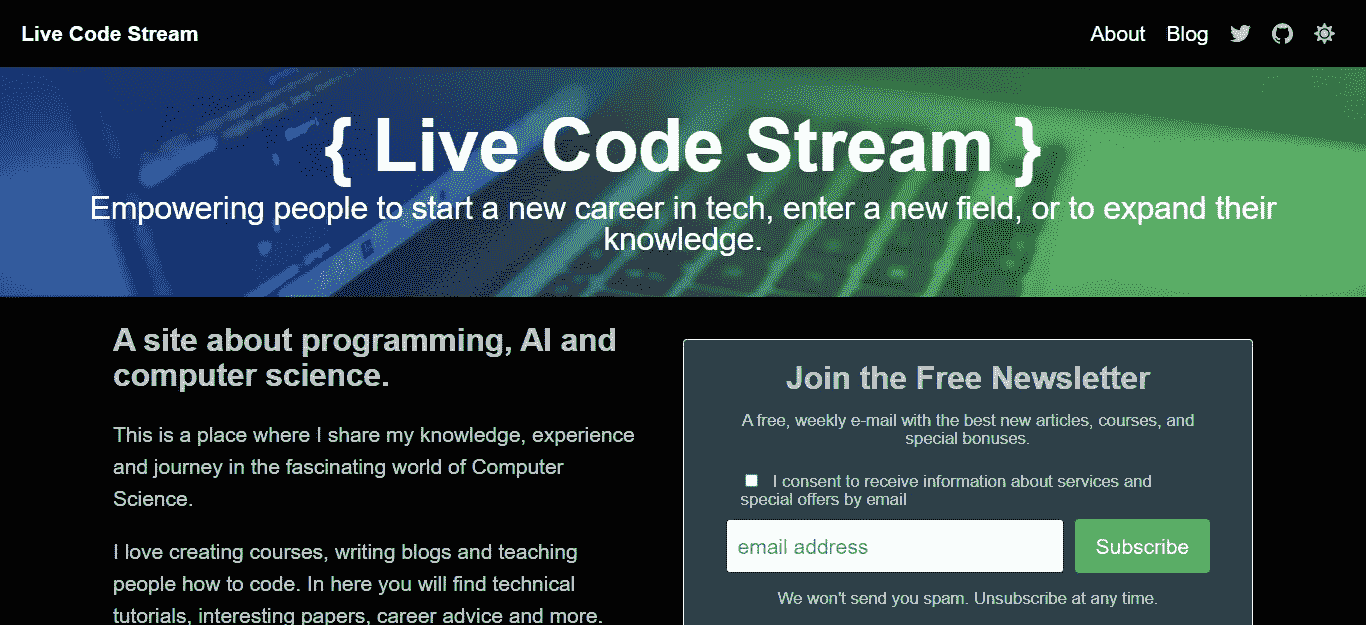 Live Code Stream
About Blog
{ Live Code Stream }
Empowering people to start a new career in tech, enter a new field, or to expand their
knowledge.
A site about programming, AI and
computer science.
This is a place where I share my knowledge, experience
and journey in the fascinating world of Computer
Science.
I love creating courses, writing blogs and teaching
people how to code. In here you will find technical
tutorials, interesting papers, career advice and more.
Join the Free Newsletter
A free, weekly e-mail with the best new articles, courses, and
special bonuses.
I consent to receive information about services and
special offers by email
email address
Subscribe
We won't send you spam. Unsubscribe at any time.